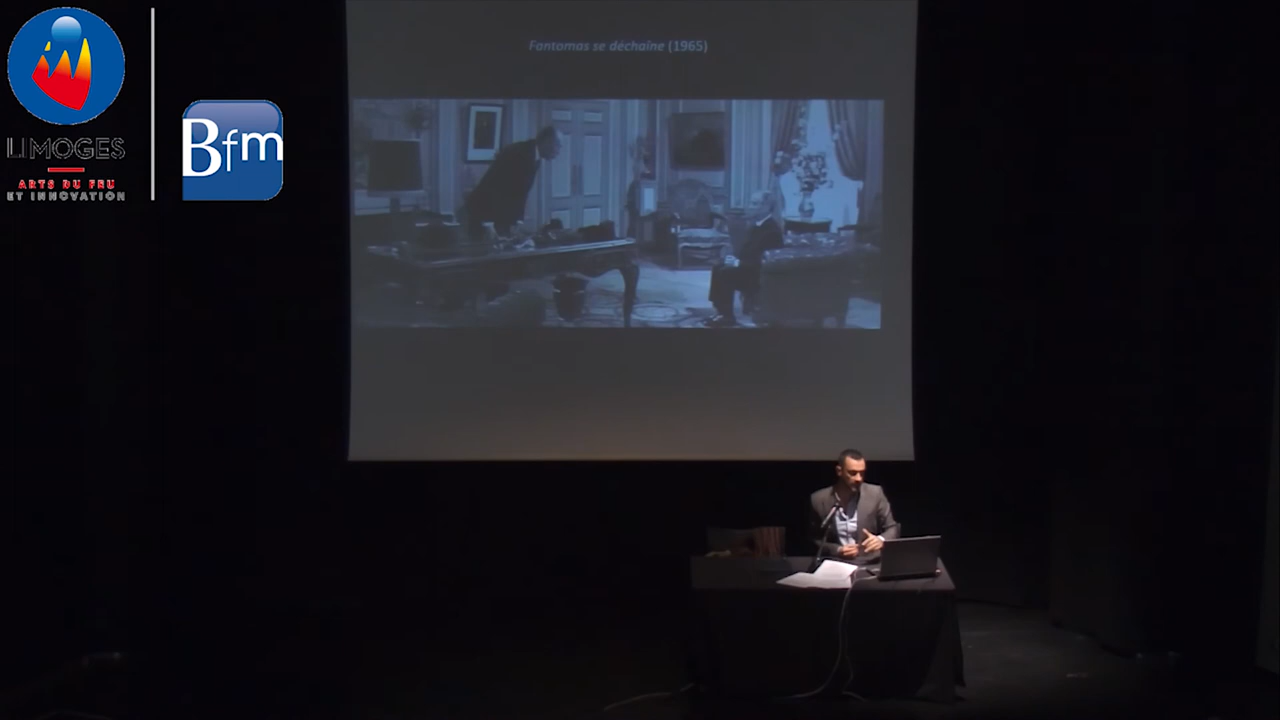 LIMOGES
ARTS DU FEU
ET INNOVATION
Bfm
Fantomas se déchaîne (1965)